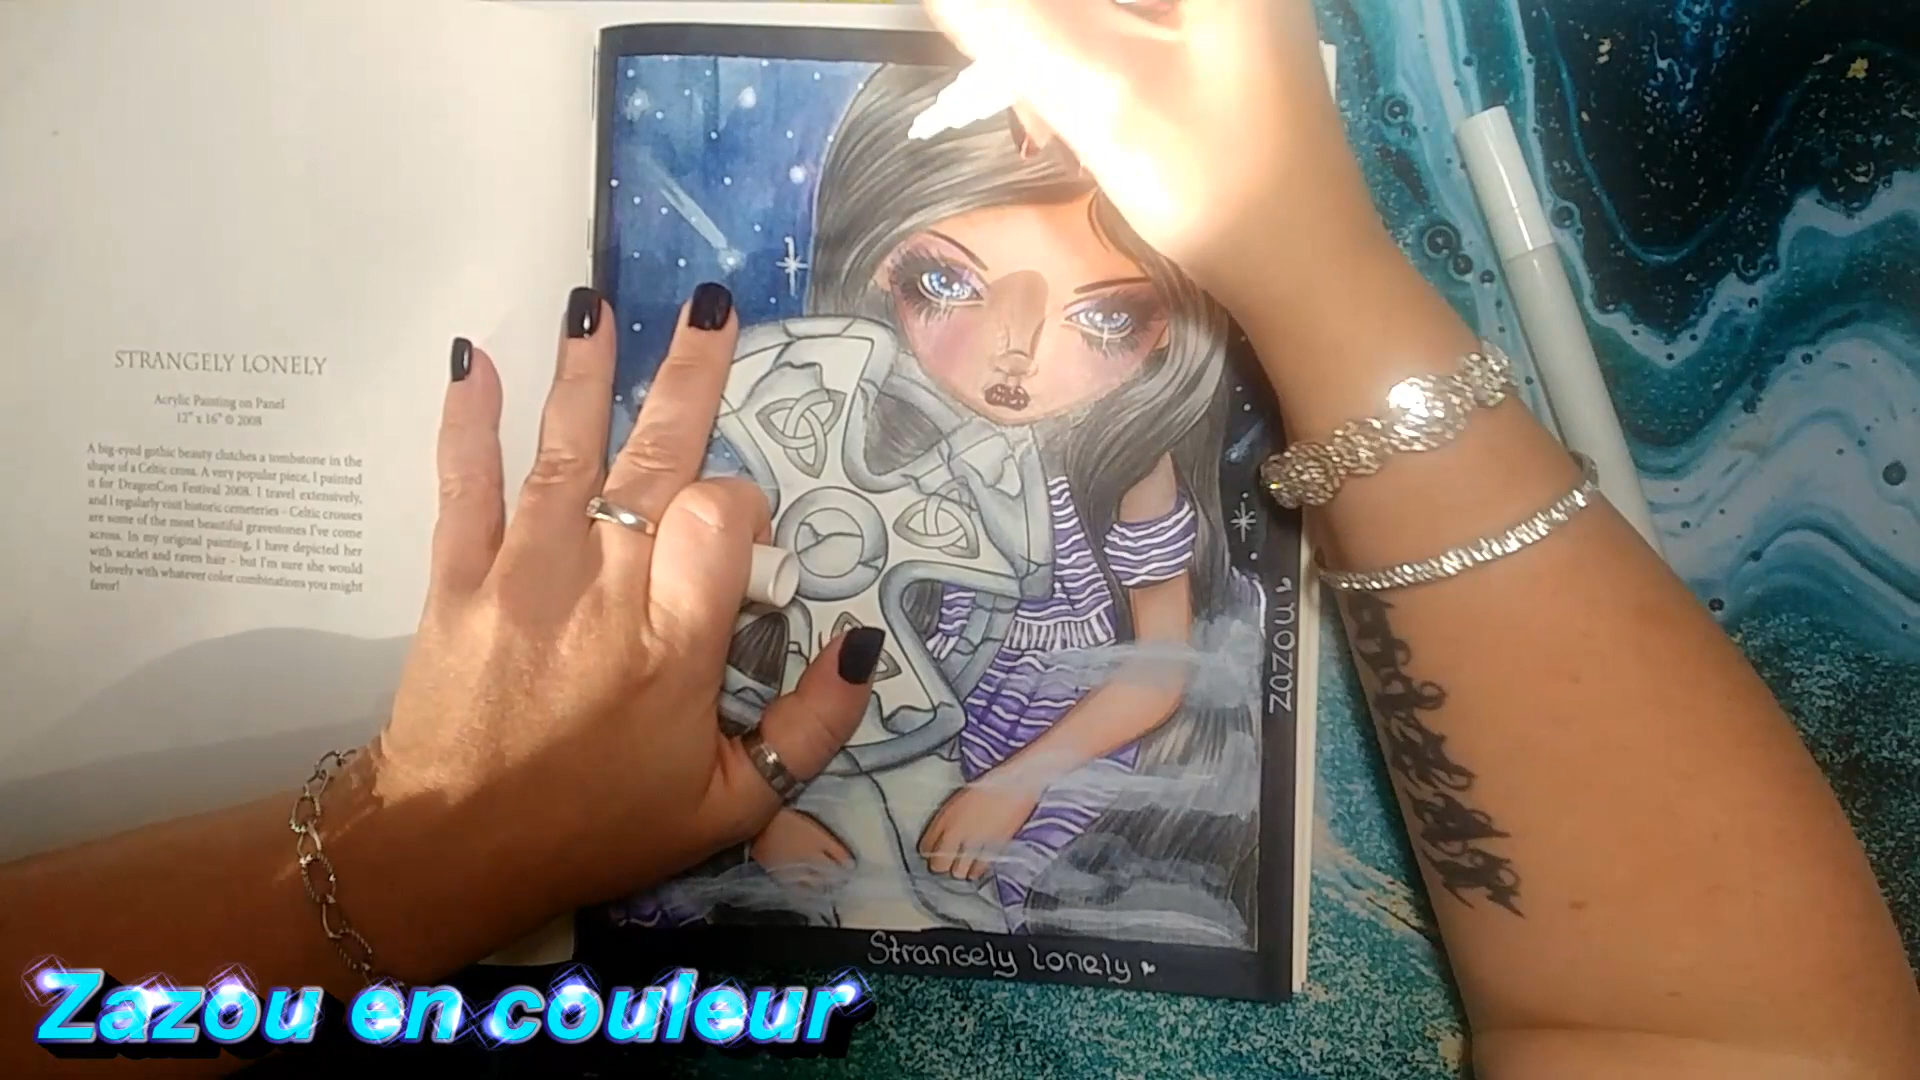 STRANGELY LONELY
Acrylic Painting on Panel
12" x 16" © 2008
A big-eyed gothic beauty clutches a tombstone in the
shape of a Celtic cross. A very popular piece, I painted
it for DragonCon Festival 2008. I travel extensively,
and I regularly visit historic cemeteries - Celtic crosses
are some of the most beautiful gravestones I've come
across. In my original painting, I have depicted her
with scarlet and raven hair - but I'm sure she would
be lovely with whatever color combinations you might
favor!
zazou
Strangely Lonely
Zazou en couleur